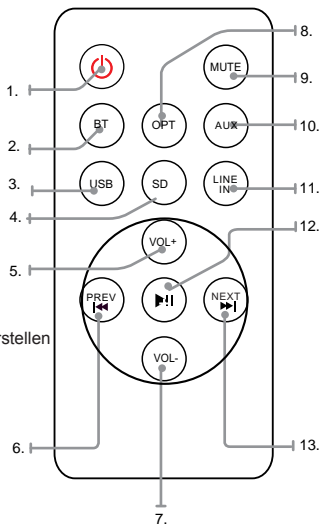 8.
MUTE
1.
9.
BT
OPT
AUX
10.
2.
USB
SD
LINE
IN
3.
11.
4.
12.
VOL+
5.
PREV
NEXT
rstellen
VOL-
6.
13.
7.